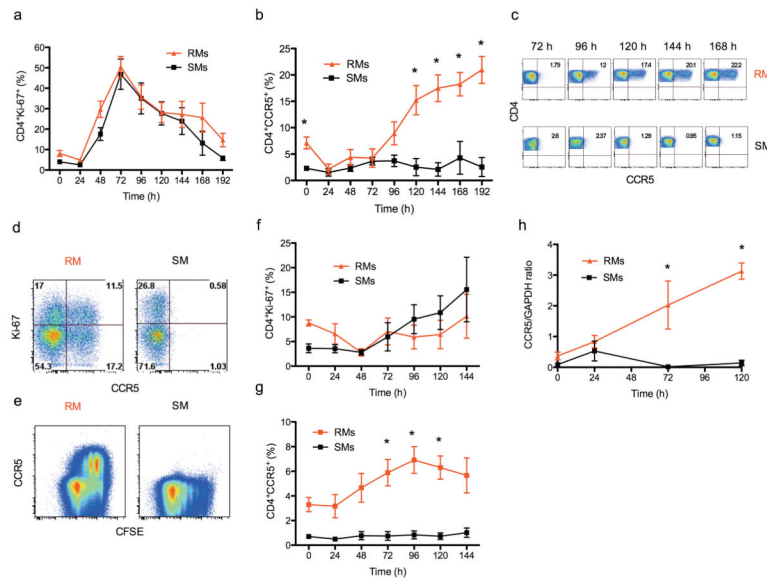 a
RMs
SMs
CD4⁺Ki-67⁺ (%)
60
50
40
30
20
10
0
0 24 48 72 96 120 144 168 192
Time (h)
b
RMs
SMs
CD4⁺CCR5⁺ (%)
25
20
15
10
5
0
* * * * *
0 24 48 72 96 120 144 168 192
Time (h)
c
72 h 96 h 120 h 144 h 168 h
1.79 12 17.4 20.1 22.2
RM
CD4
2.8 2.37 1.29 0.95 1.15
SM
CCR5
d
RM SM
17 11.5 26.8 0.58
Ki-67
54.3 17.2 71.6 1.03
CCR5
e
RM SM
CCR5
CFSE
f
RMs
SMs
CD4⁺Ki-67⁺ (%)
25
20
15
10
5
0
0 24 48 72 96 120 144
Time (h)
g
RMs
SMs
CD4⁺CCR5⁺ (%)
8
6
4
2
0
* * *
0 24 48 72 96 120 144
Time (h)
h
RMs
SMs
CCR5/GAPDH ratio
4
3
2
1
0
* *
0 24 48 72 96 120
Time (h)